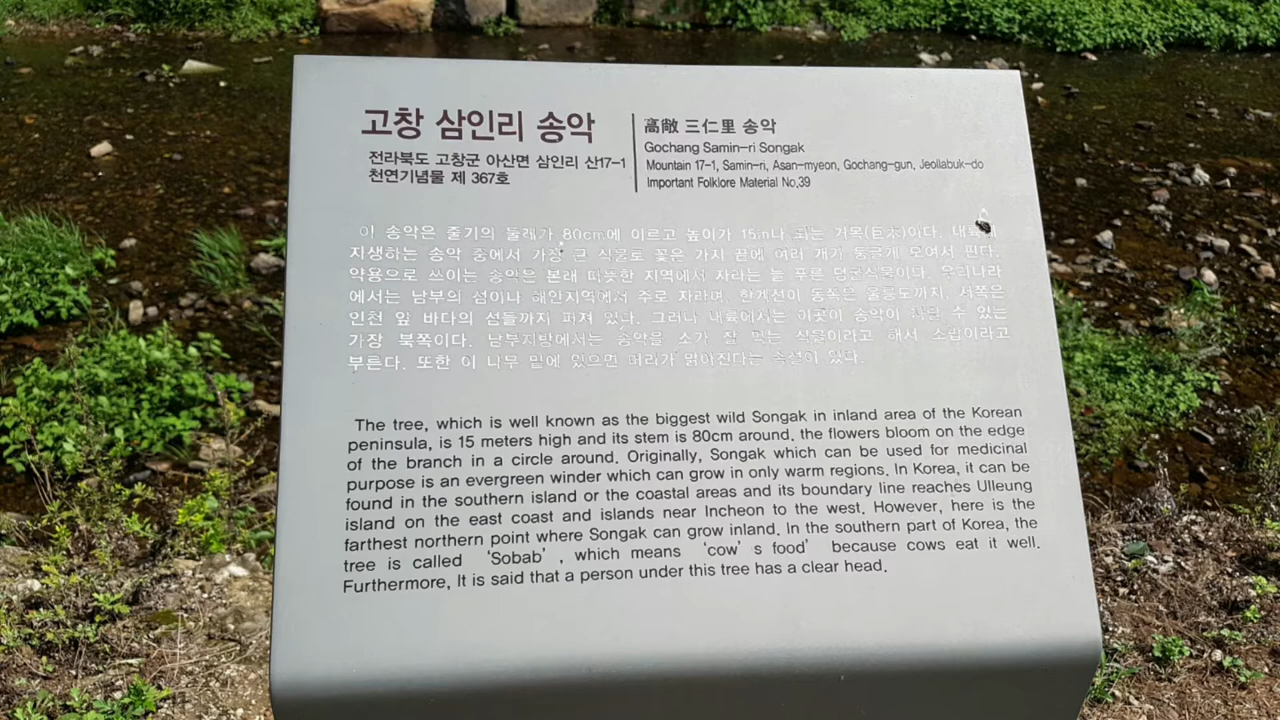 고창 삼인리 송악
전라북도 고창군 아산면 삼인리 산17-1
천연기념물 제 367호
高敞 三仁里 송악
Gochang Samin-ri Songak
Mountain 17-1, Samin-ri, Asan-myeon, Gochang-gun, Jeollabuk-do
Important Folklore Material No,39
이 송악은 줄기의 둘레가 80cm에 이르고 높이가 15m나 되는 거목(巨木)이다. 내륙에
자생하는 송악 중에서 가장 큰 식물로 꽃은 가지 끝에 여러 개가 둥글게 모여서 핀다.
약용으로 쓰이는 송악은 본래 따뜻한 지역에서 자라는 늘 푸른 덩굴식물이다. 우리나라
에서는 남부의 섬이나 해안지역에서 주로 자라며, 한계선이 동쪽은 울릉도까지, 서쪽은
인천 앞 바다의 섬들까지 퍼져 있다. 그러나 내륙에서는 이곳이 송악이 자랄 수 있는
가장 북쪽이다. 남부지방에서는 송악을 소가 잘 먹는 식물이라고 해서 소밥이라고
부른다. 또한 이 나무 밑에 있으면 머리가 맑아진다는 속설이 있다.
The tree, which is well known as the biggest wild Songak in inland area of the Korean
peninsula, is 15 meters high and its stem is 80cm around. the flowers bloom on the edge
of the branch in a circle around. Originally, Songak which can be used for medicinal
purpose is an evergreen winder which can grow in only warm regions. In Korea, it can be
found in the southern island or the coastal areas and its boundary line reaches Ulleung
island on the east coast and islands near Incheon to the west. However, here is the
farthest northern point where Songak can grow inland. In the southern part of Korea, the
tree is called ‘Sobab’, which means ‘cow’s food’ because cows eat it well.
Furthermore, It is said that a person under this tree has a clear head.